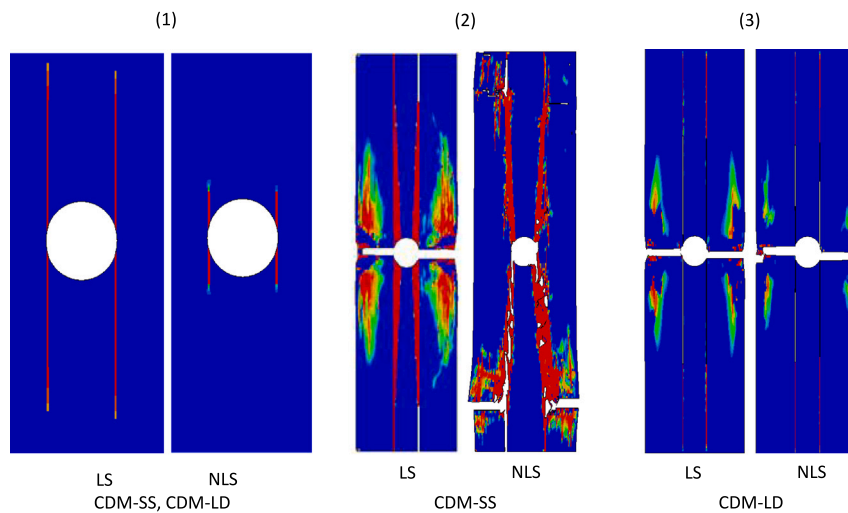 (1) (2) (3)
LS NLS LS NLS LS NLS
CDM-SS, CDM-LD CDM-SS CDM-LD